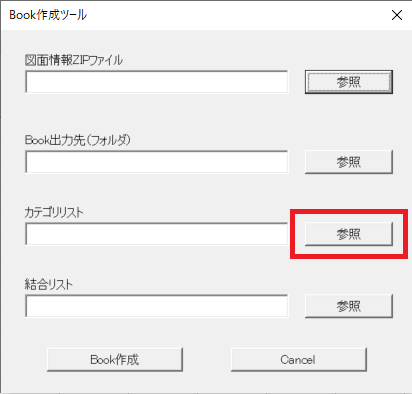 Book作成ツール
図面情報ZIPファイル
参照
Book出力先(フォルダ)
参照
カテゴリリスト
参照
結合リスト
参照
Book作成 Cancel